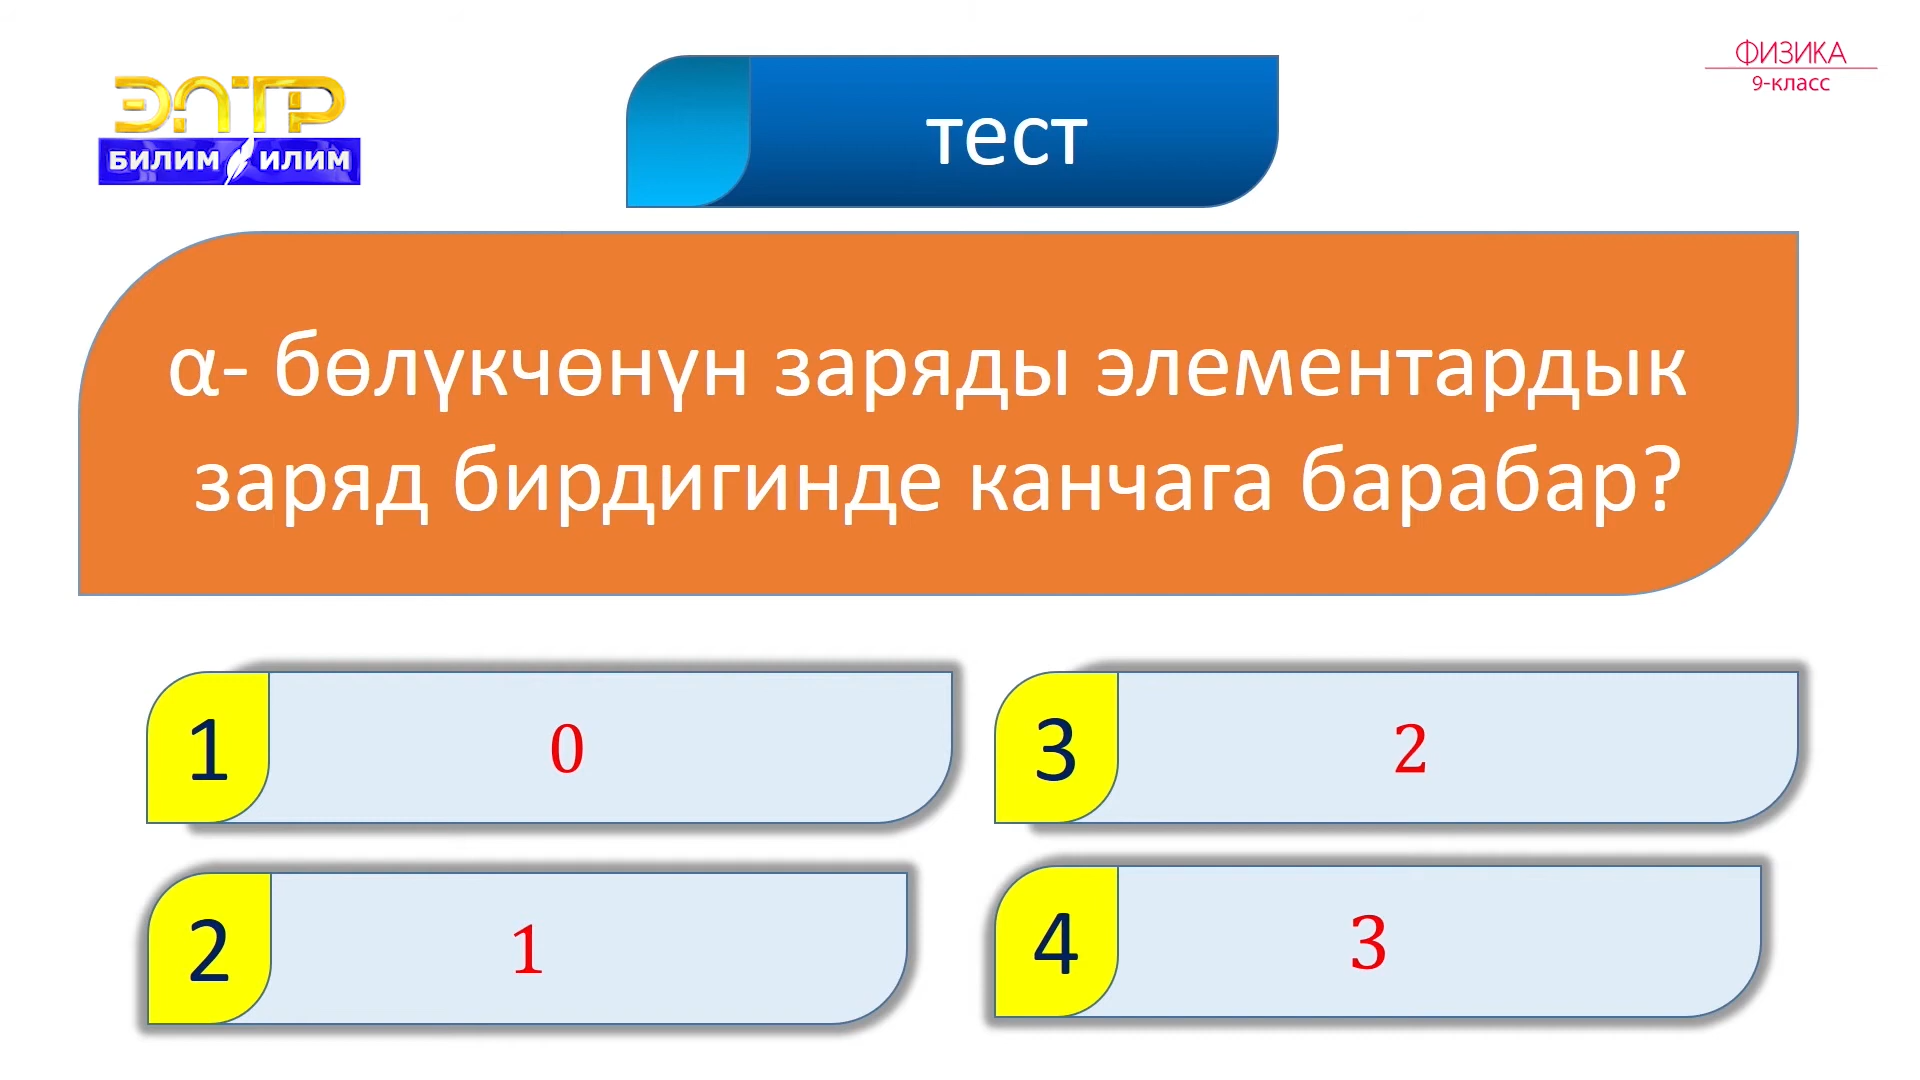 ЭЛТР
БИЛИМ ИЛИМ
тест
ФИЗИКА
9-класс
α- бөлүкчөнүн заряды элементардык
заряд бирдигинде канчага барабар?
1 0
3 2
2 1
4 3